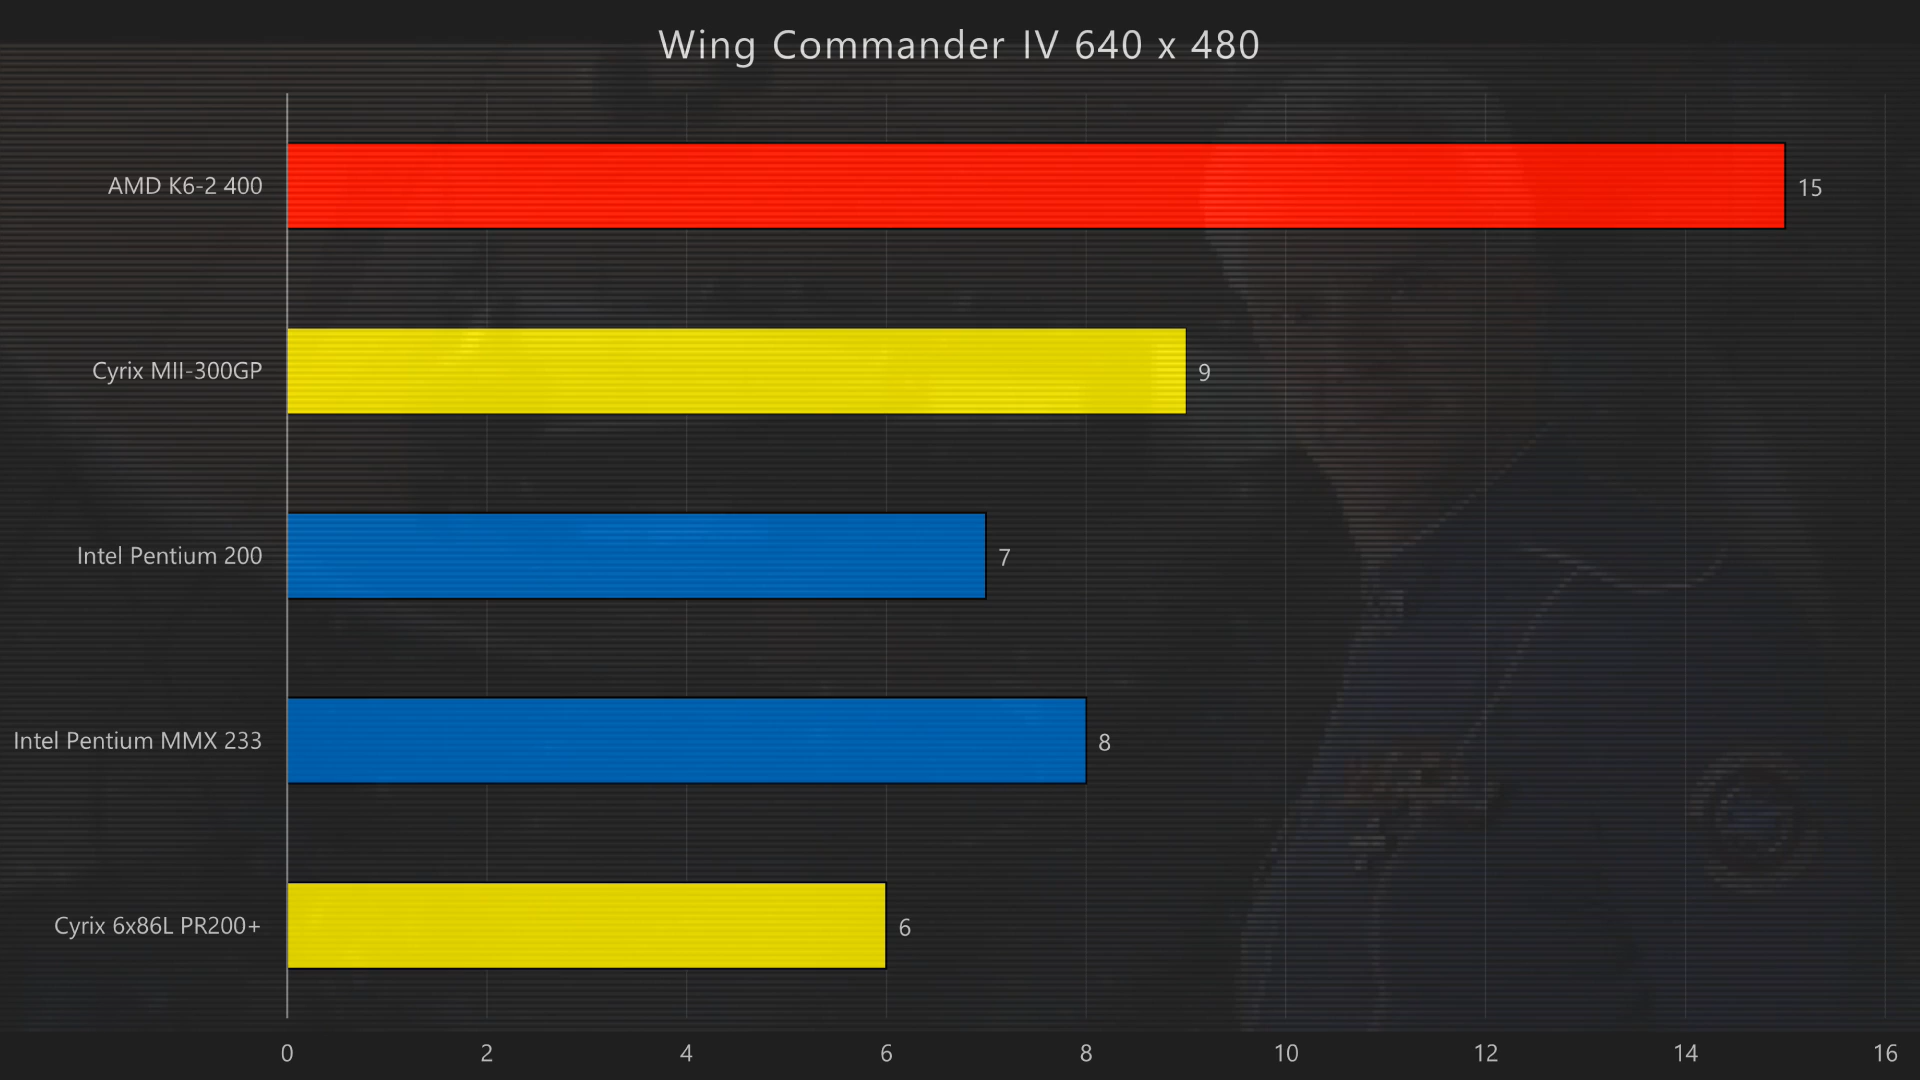 Wing Commander IV 640 x 480
AMD K6-2 400
15
Cyrix MII-300GP
9
Intel Pentium 200
7
Intel Pentium MMX 233
8
Cyrix 6x86L PR200+
6
0 2 4 6 8 10 12 14 16